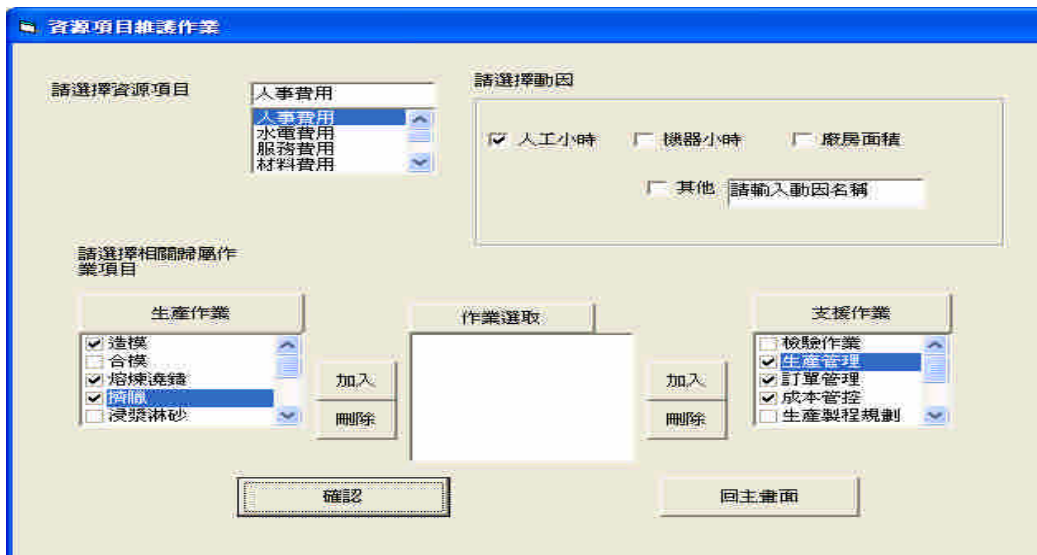 資源項目維護作業
請選擇資源項目
人事費用
人事費用
水電費用
服務費用
材料費用
請選擇動因
人工小時
機器小時
廠房面積
其他
請輸入動因名稱
請選擇相關歸屬作
業項目
生產作業
造模
合模
熔煉澆鑄
擠臘
浸漿淋砂
加入
刪除
作業選取
加入
刪除
支援作業
檢驗作業
生產管理
訂單管理
成本管控
生產製程規劃
確認
回主畫面